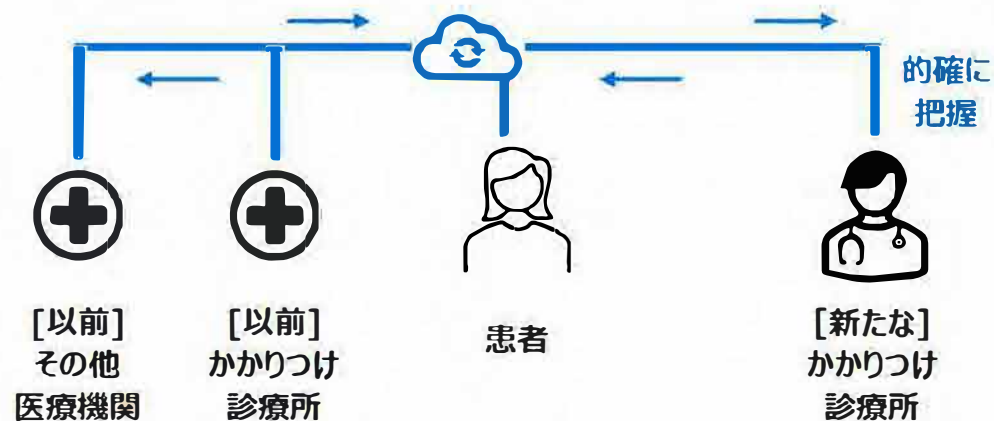 的確に
把握
[以前]
その他
医療機関
[以前]
かかりつけ
診療所
患者
[新たな]
かかりつけ
診療所